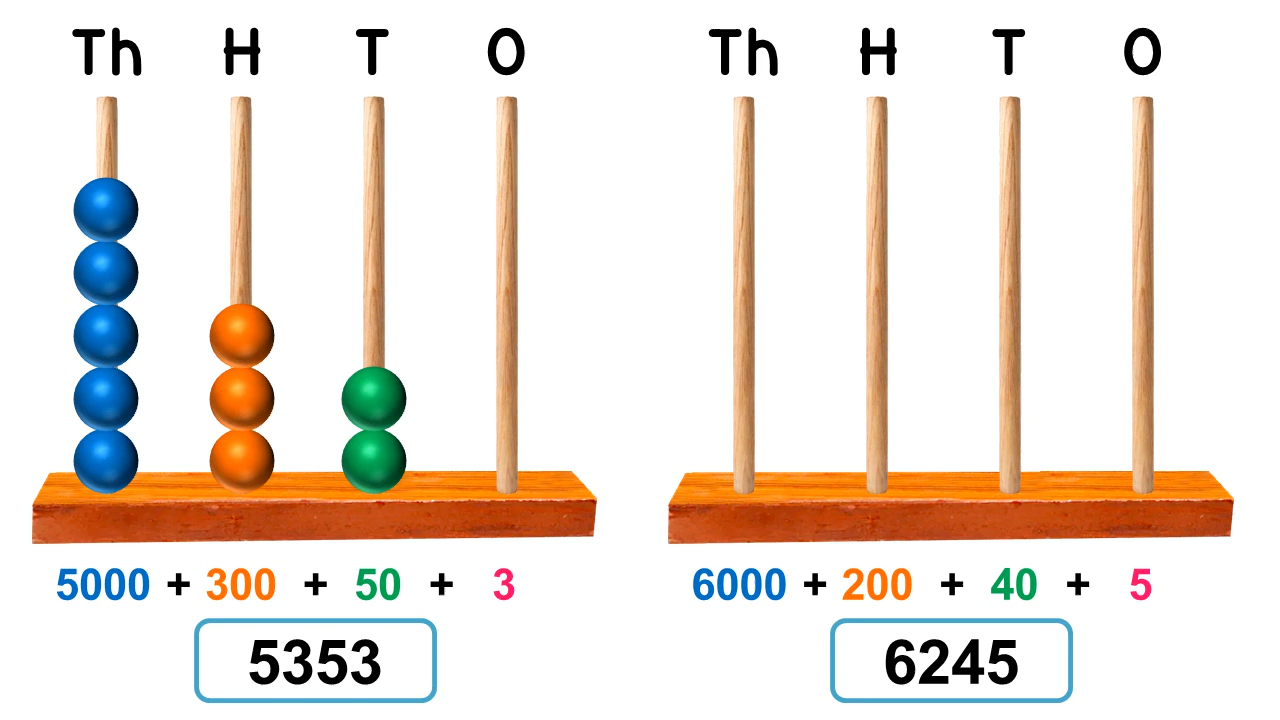 Th H T O
5000 + 300 + 50 + 3
5353
Th H T O
6000 + 200 + 40 + 5
6245